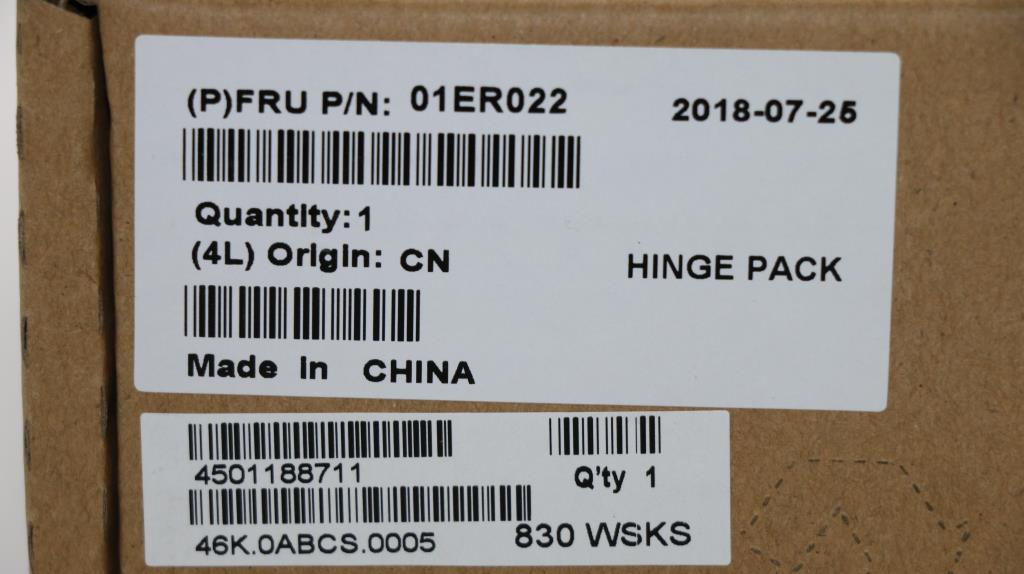 (P)FRU P/N: 01ER022 2018-07-25
Quantity: 1
(4L) Origin: CN HINGE PACK
Made in CHINA
4501188711
Q'ty 1
46K.0ABCS.0005 830 WSKS